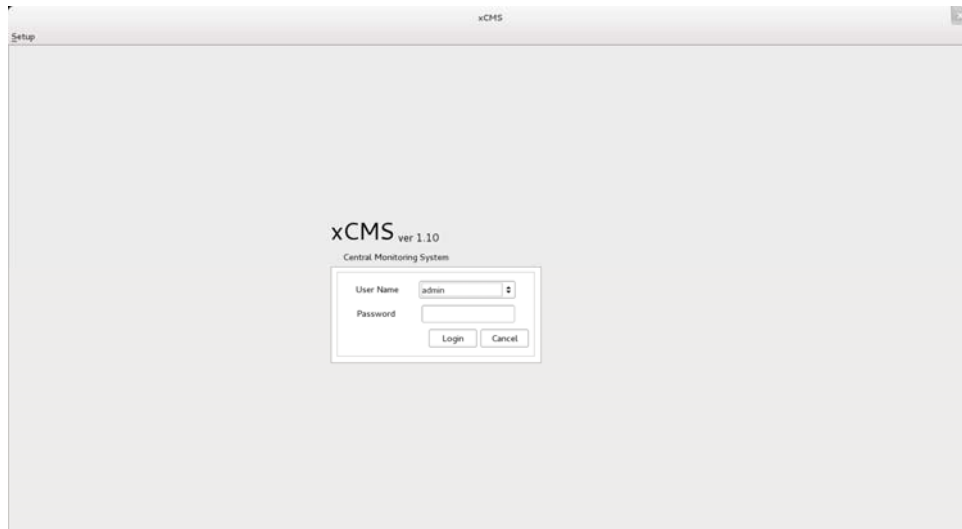 xCMS
Setup
xCMS ver 1.10
Central Monitoring System
User Name admin
Password
Login Cancel